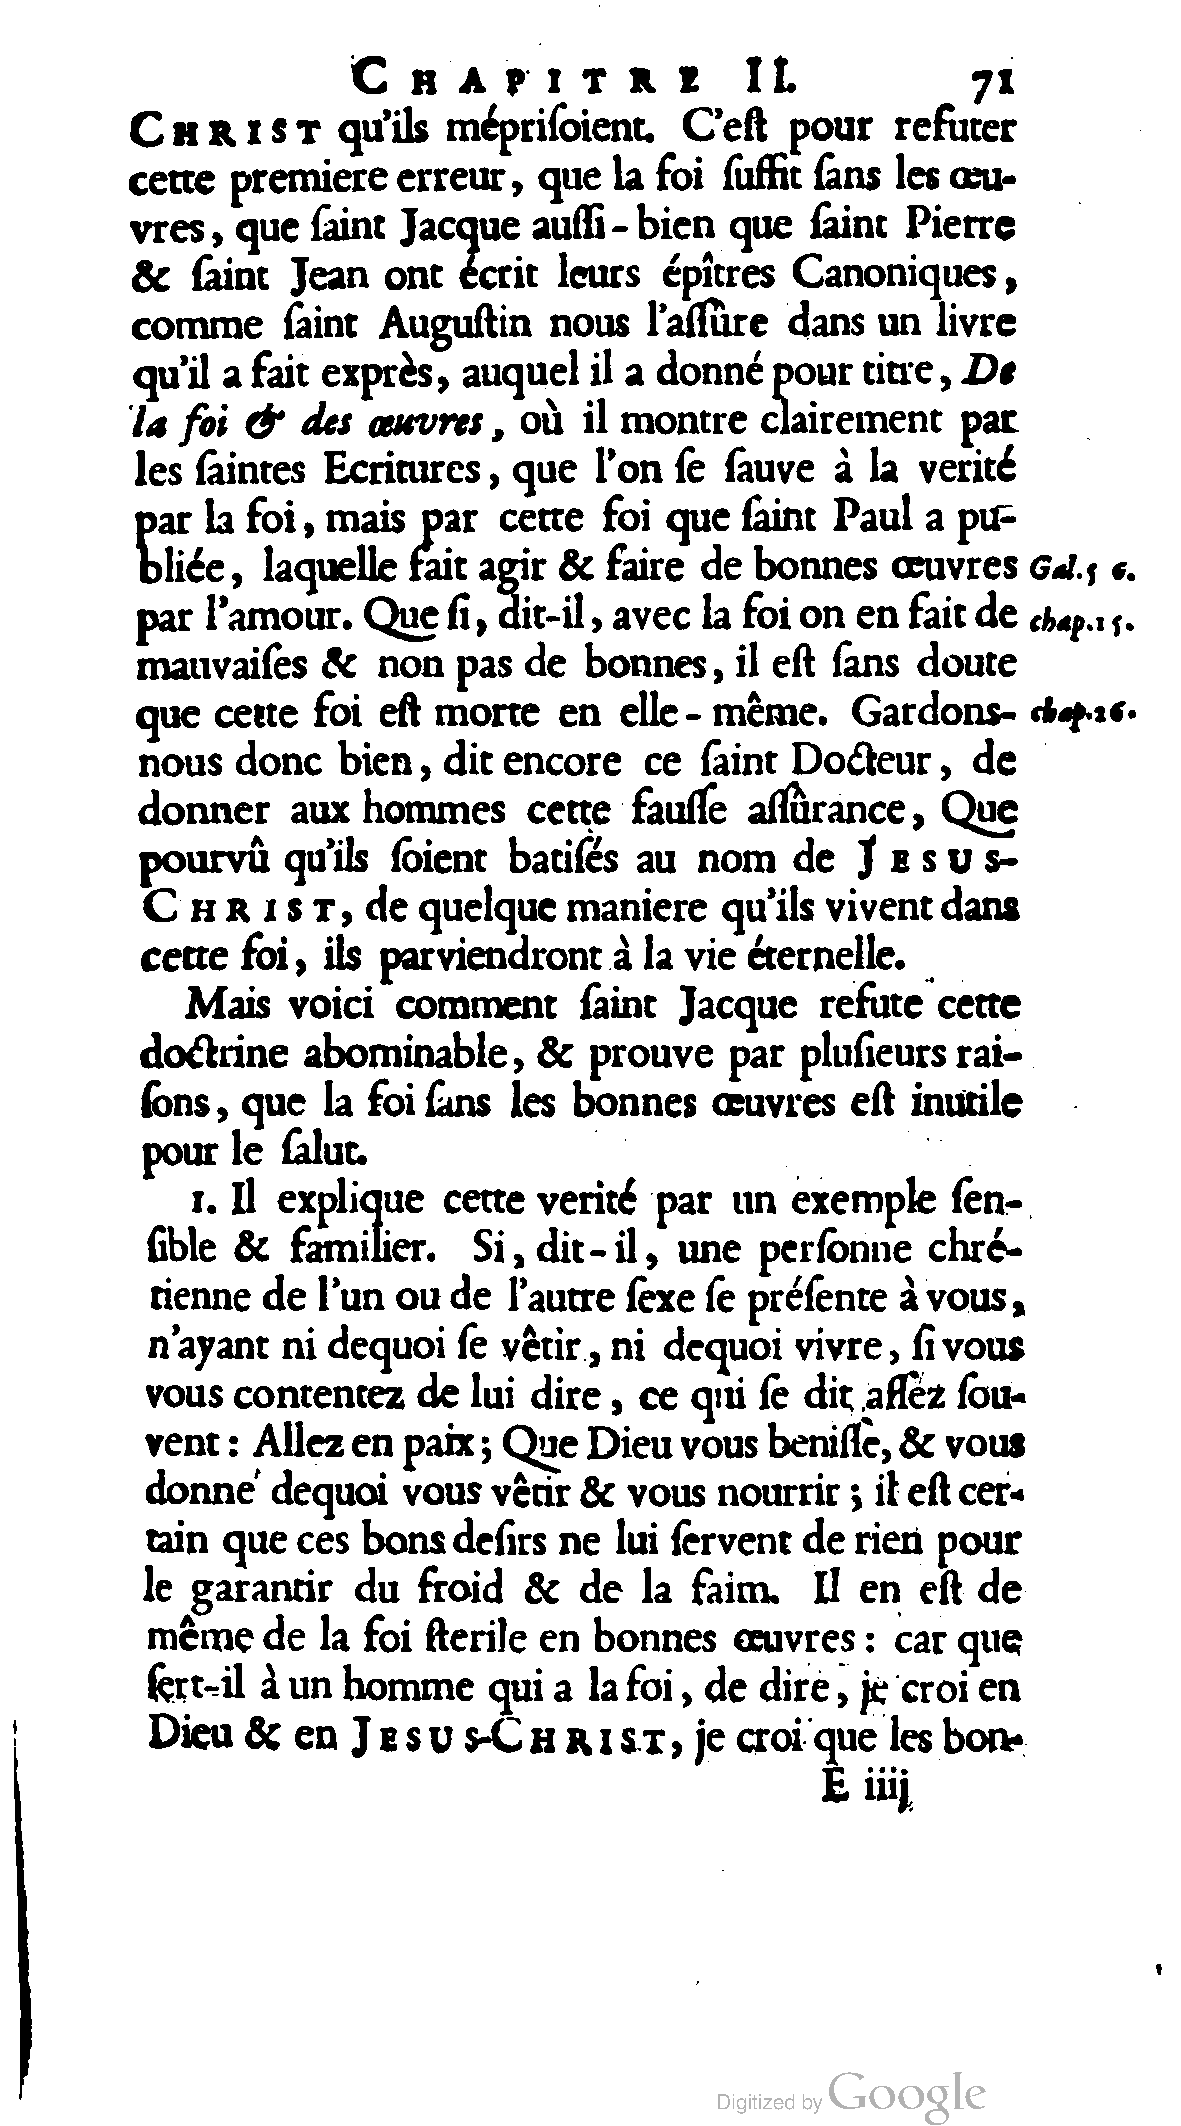 CHAPITRE II. 71
CHRIST qu'ils mépriſoient. C'eſt pour refuter
cette premiere erreur, que la foi ſuffit ſans les œu-
vres, que ſaint Jacque auſſi-bien que ſaint Pierre
& ſaint Jean ont écrit leurs épîtres Canoniques,
comme ſaint Auguſtin nous l'aſſûre dans un livre
qu'il a fait exprès, auquel il a donné pour titre, De
la foi & des œuvres, où il montre clairement par
les ſaintes Ecritures, que l'on ſe ſauve à la verité
par la foi, mais par cette foi que ſaint Paul a pu-
bliée, laquelle fait agir & faire de bonnes œuvres Gal. 5 6.
par l'amour. Que ſi, dit-il, avec la foi on en fait de chap. 15.
mauvaiſes & non pas de bonnes, il eſt ſans doute
que cette foi eſt morte en elle-même. Gardons- chap. 26.
nous donc bien, dit encore ce ſaint Docteur, de
donner aux hommes cette fauſſe aſſûrance, Que
pourvû qu'ils ſoient batiſés au nom de JESUS-
CHRIST, de quelque maniere qu'ils vivent dans
cette foi, ils parviendront à la vie éternelle.
Mais voici comment ſaint Jacque refute cette
doctrine abominable, & prouve par pluſieurs rai-
ſons, que la foi ſans les bonnes œuvres eſt inutile
pour le ſalut.
1. Il explique cette verité par un exemple ſen-
ſible & familier. Si, dit-il, une perſonne chré-
tienne de l'un ou de l'autre ſexe ſe préſente à vous,
n'ayant ni dequoi ſe vêtir, ni dequoi vivre, ſi vous
vous contentez de lui dire, ce qui ſe dit aſſez ſou-
vent: Allez en paix; Que Dieu vous beniſſe, & vous
donne dequoi vous vêtir & vous nourrir; il eſt cer-
tain que ces bons deſirs ne lui ſervent de rien pour
le garantir du froid & de la faim. Il en eſt de
même de la foi ſterile en bonnes œuvres: car que
ſert-il à un homme qui a la foi, de dire, je croi en
Dieu & en JESUS-CHRIST, je croi que les bon-
E iiij
Digitized by Google